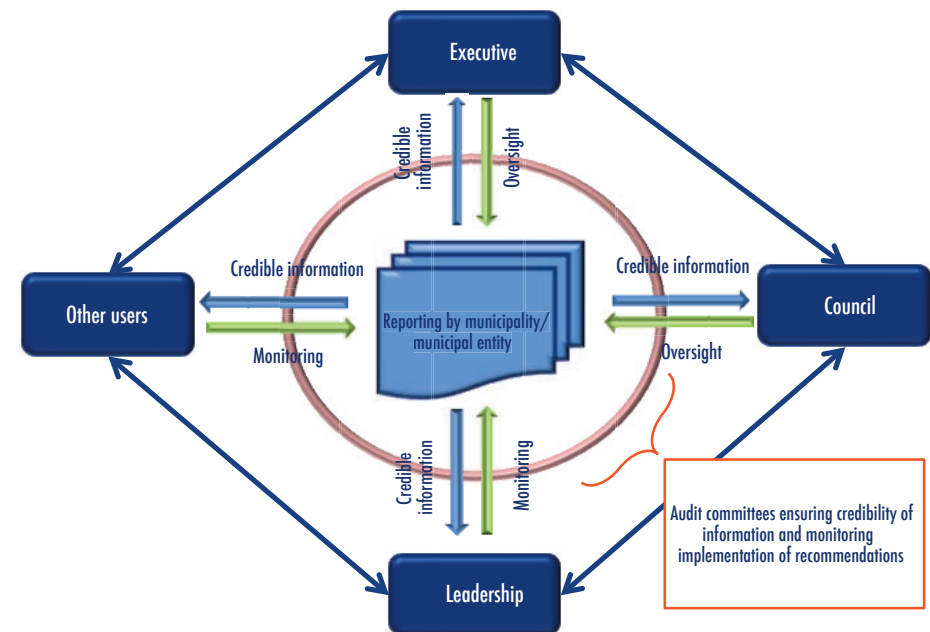 Executive
Credible
information
Oversight
Credible information
Other users
Monitoring
Reporting by municipality/
municipal entity
Credible information
Council
Oversight
Credible
information
Monitoring
Audit committees ensuring credibility of
information and monitoring
implementation of recommendations
Leadership